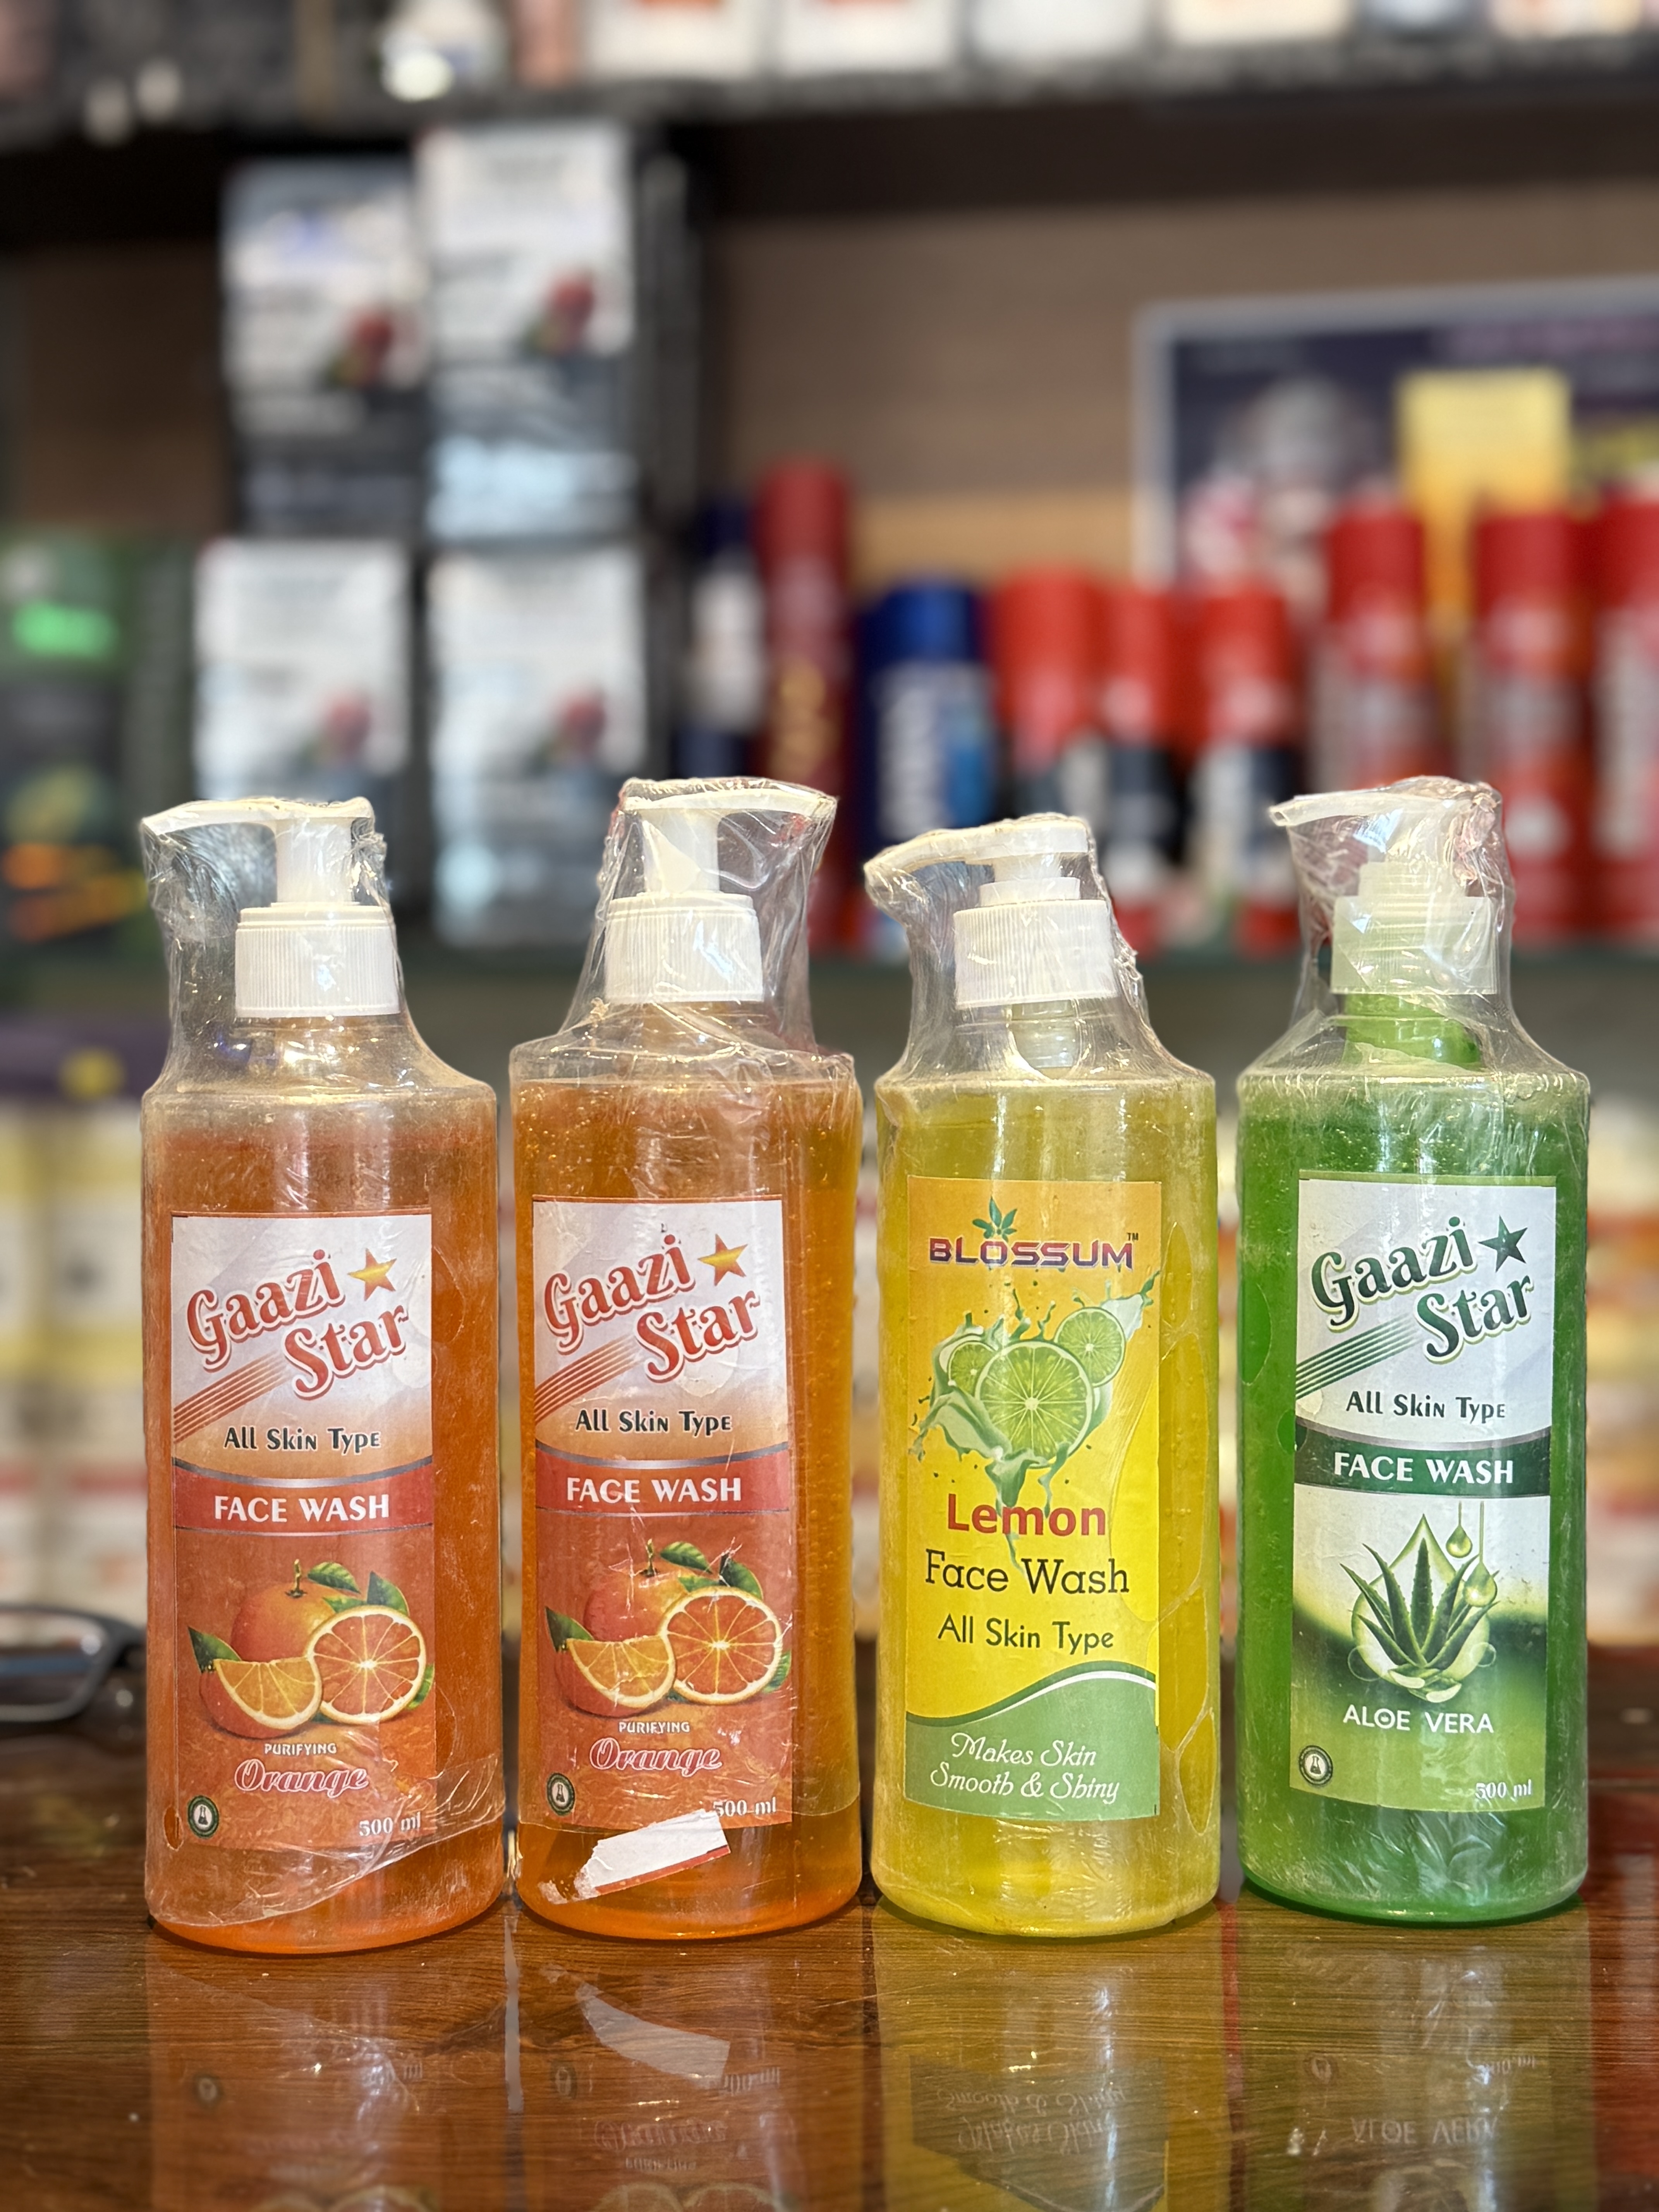 Gaazi
Star
All Skin Type
FACE WASH
PURIFYING
Orange
500 ml
Gaazi
Star
All Skin Type
FACE WASH
PURIFYING
Orange
500 ml
BLOSSUM™
Lemon
Face Wash
All Skin Type
Makes Skin
Smooth & Shiny
Gaazi
Star
All Skin Type
FACE WASH
ALOE VERA
500 ml